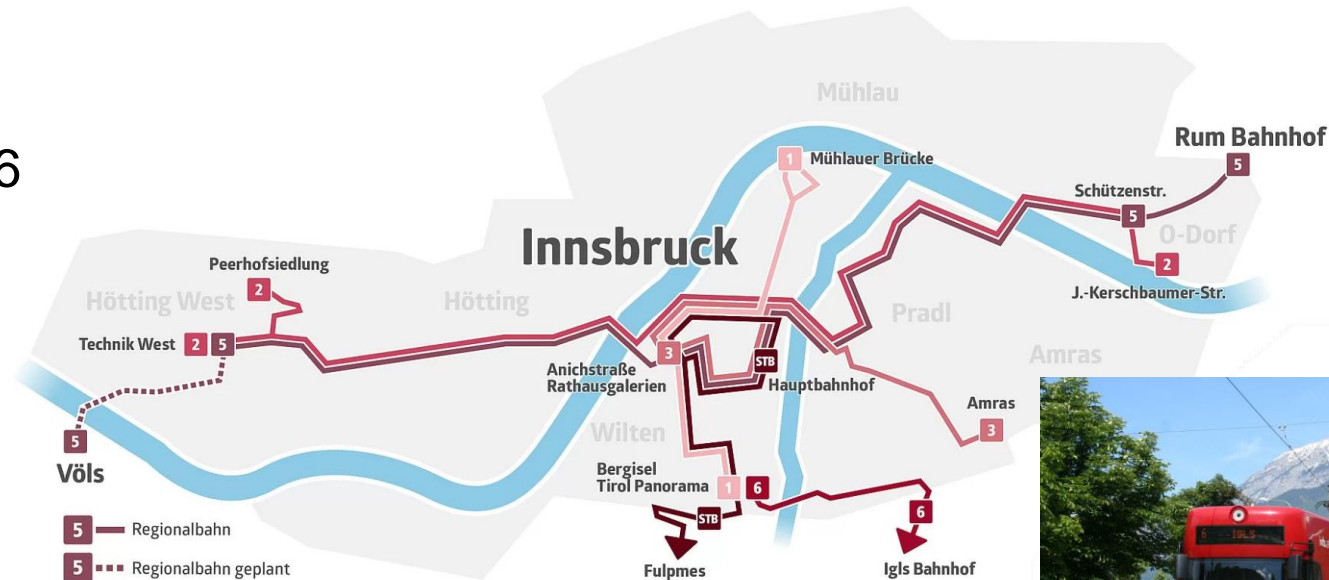 6
Mühlau
Rum Bahnhof
5
1
Mühlauer Brücke
Schützenstr.
5
O-Dorf
Innsbruck
Peerhofsiedlung
2
2
J.-Kerschbaumer-Str.
Hötting West
Hötting
Pradl
Technik West
2
5
Amras
3
Anichstraße
Rathausgalerien
STB
Hauptbahnhof
Amras
3
Wilten
5
Völs
Bergisel
Tirol Panorama
1
6
STB
6
Fulpmes
Igls Bahnhof
5
Regionalbahn
5
Regionalbahn geplant
6 IGLS